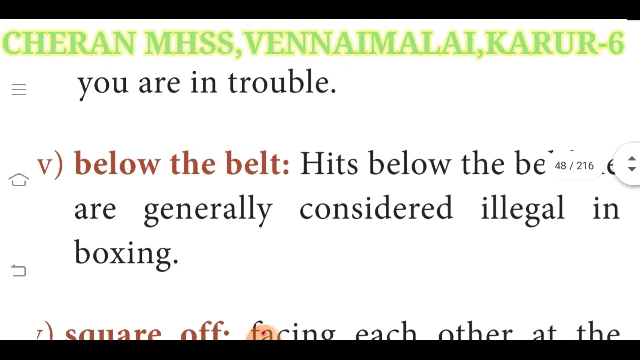 CHERAN MHSS,VENNAIMALAI,KARUR-6
you are in trouble.
v) below the belt: Hits below the
48 / 216
are generally considered illegal in
boxing.
square off: facing each other at the